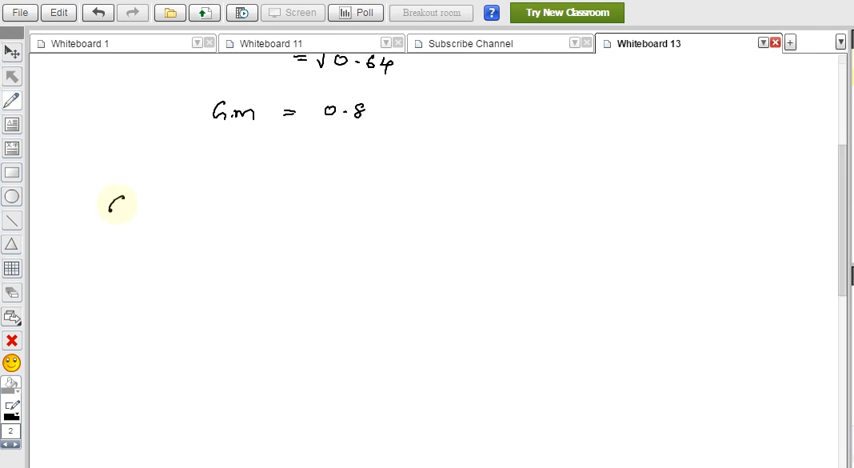 File Edit Screen Poll Breakout room ? Try New Classroom
Whiteboard 1 Whiteboard 11 Subscribe Channel Whiteboard 13 +
= √0.64
G.m = 0.8
(
2